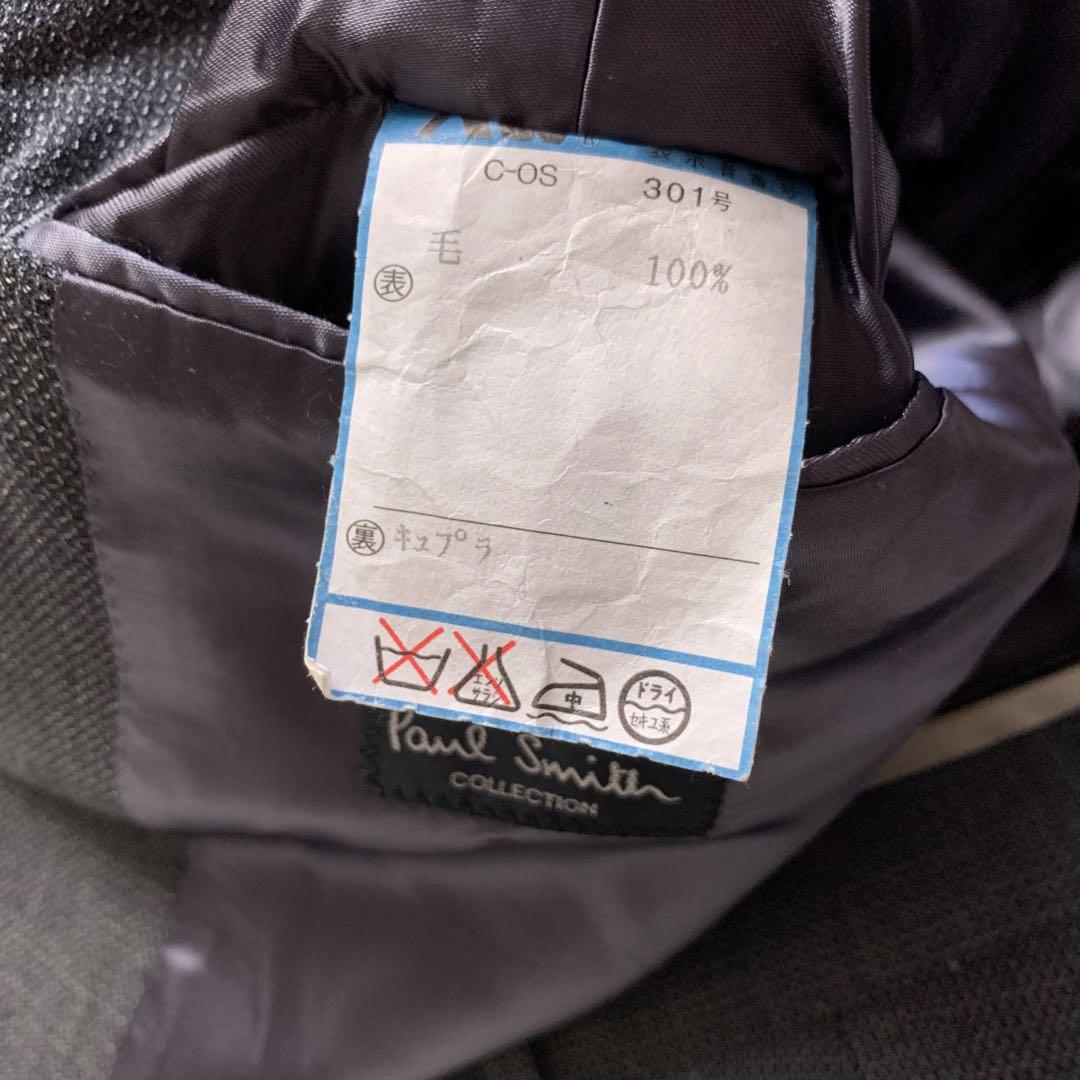 C-OS 301号
毛 100%
表
裏 キュプラ
エンソ
サラシ
中
ドライ
セキユ系
Paul Smith
COLLECTION